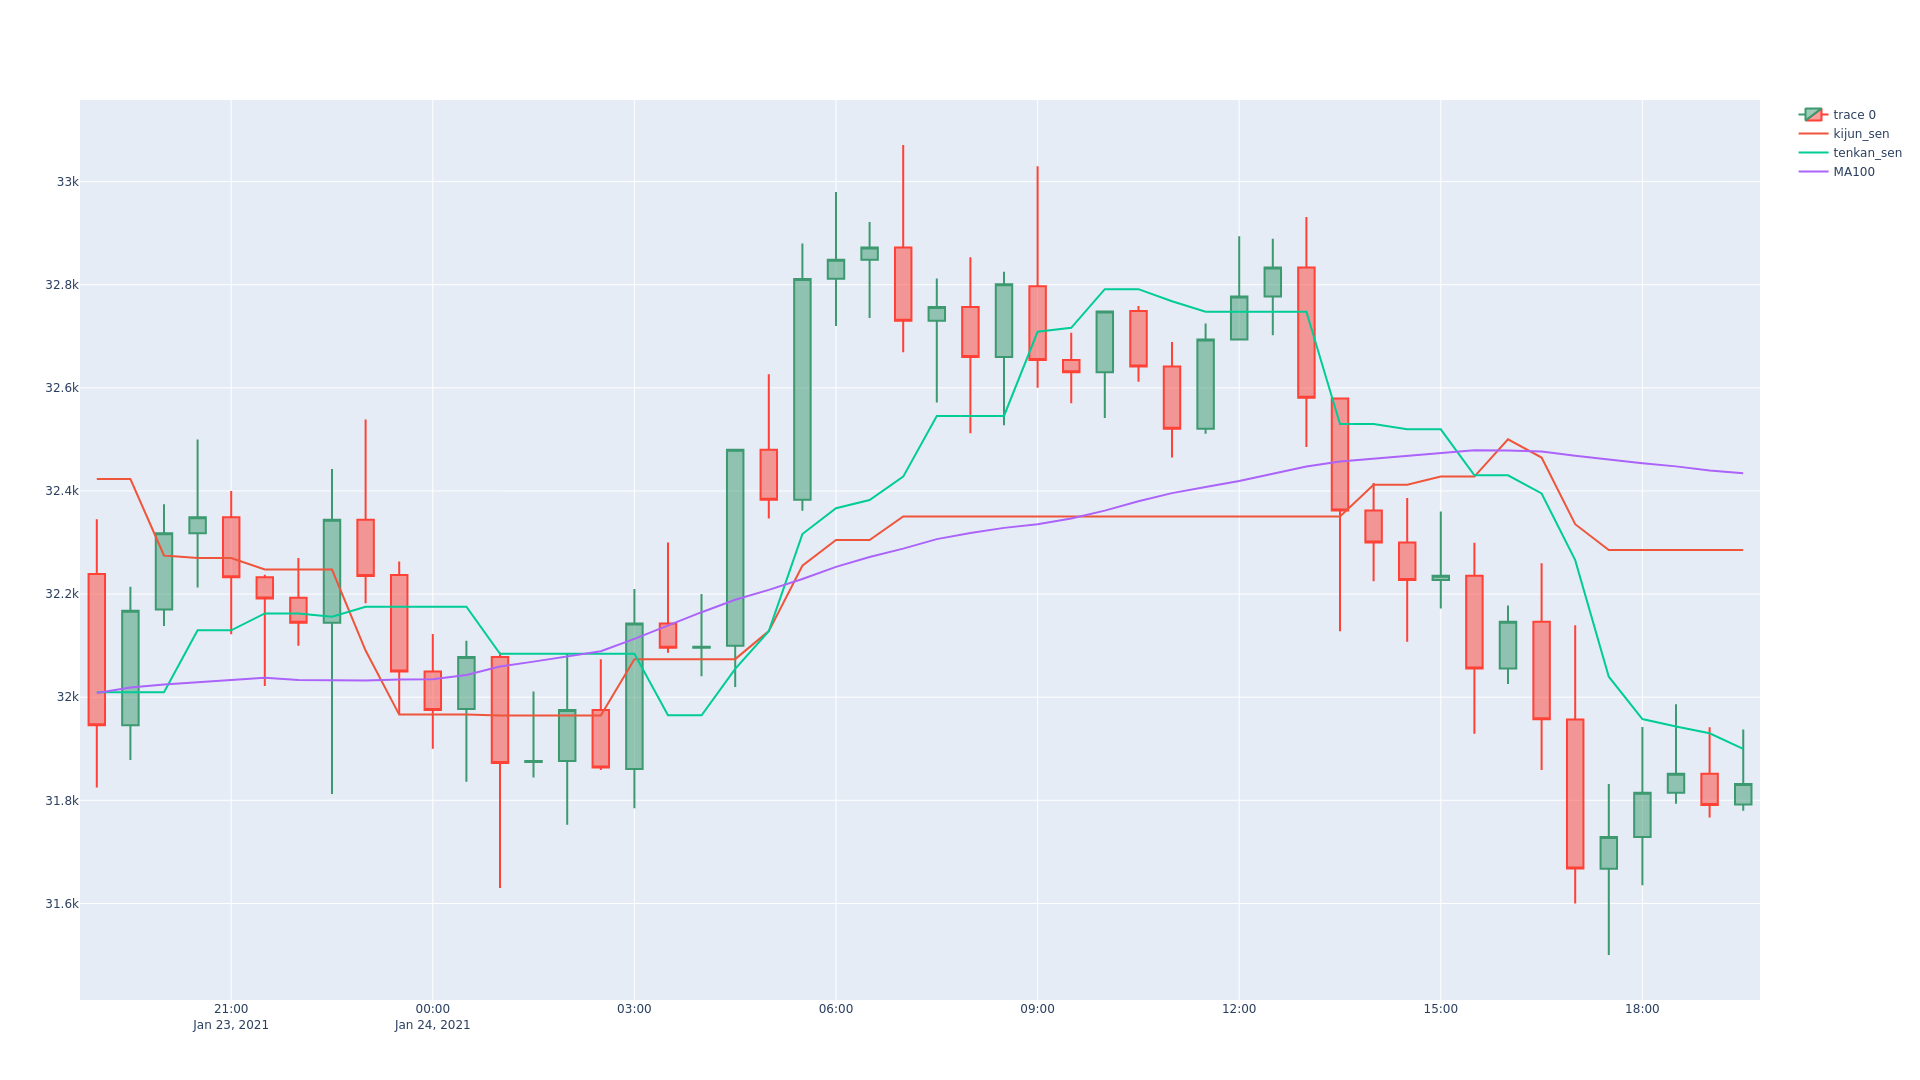 trace 0
kijun_sen
tenkan_sen
MA100
33k
32.8k
32.6k
32.4k
32.2k
32k
31.8k
31.6k
21:00 00:00 03:00 06:00 09:00 12:00 15:00 18:00
Jan 23, 2021 Jan 24, 2021